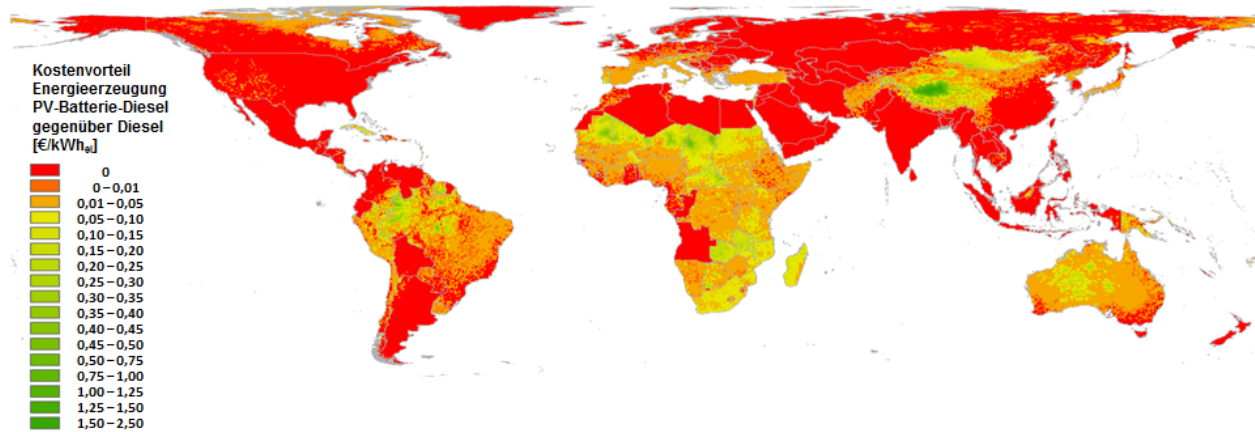 Kostenvorteil
Energieerzeugung
PV-Batterie-Diesel
gegenüber Diesel
[€/kWhel]
0
0 – 0,01
0,01 – 0,05
0,05 – 0,10
0,10 – 0,15
0,15 – 0,20
0,20 – 0,25
0,25 – 0,30
0,30 – 0,35
0,35 – 0,40
0,40 – 0,45
0,45 – 0,50
0,50 – 0,75
0,75 – 1,00
1,00 – 1,25
1,25 – 1,50
1,50 – 2,50